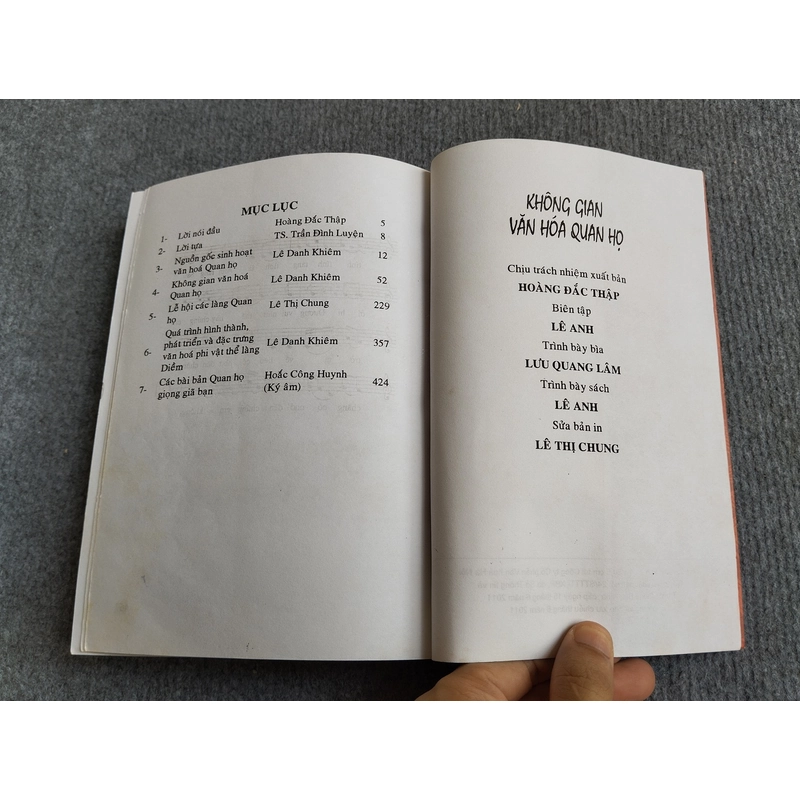 MỤC LỤC
1- Lời nói đầu Hoàng Đắc Thập 5
2- Lời tựa TS. Trần Đình Luyện 8
3- Nguồn gốc sinh hoạt văn hoá Quan họ Lê Danh Khiêm 12
4- Không gian văn hoá Quan họ Lê Danh Khiêm 52
5- Lễ hội các làng Quan họ Lê Thị Chung 229
6- Quá trình hình thành, phát triển và đặc trưng văn hoá phi vật thể làng Diềm Lê Danh Khiêm 357
7- Các bài bản Quan họ giọng giã bạn Hoắc Công Huynh (Ký âm) 424
KHÔNG GIAN
VĂN HÓA QUAN HỌ
Chịu trách nhiệm xuất bản
HOÀNG ĐẮC THẬP
Biên tập
LÊ ANH
Trình bày bìa
LƯU QUANG LÂM
Trình bày sách
LÊ ANH
Sửa bản in
LÊ THỊ CHUNG